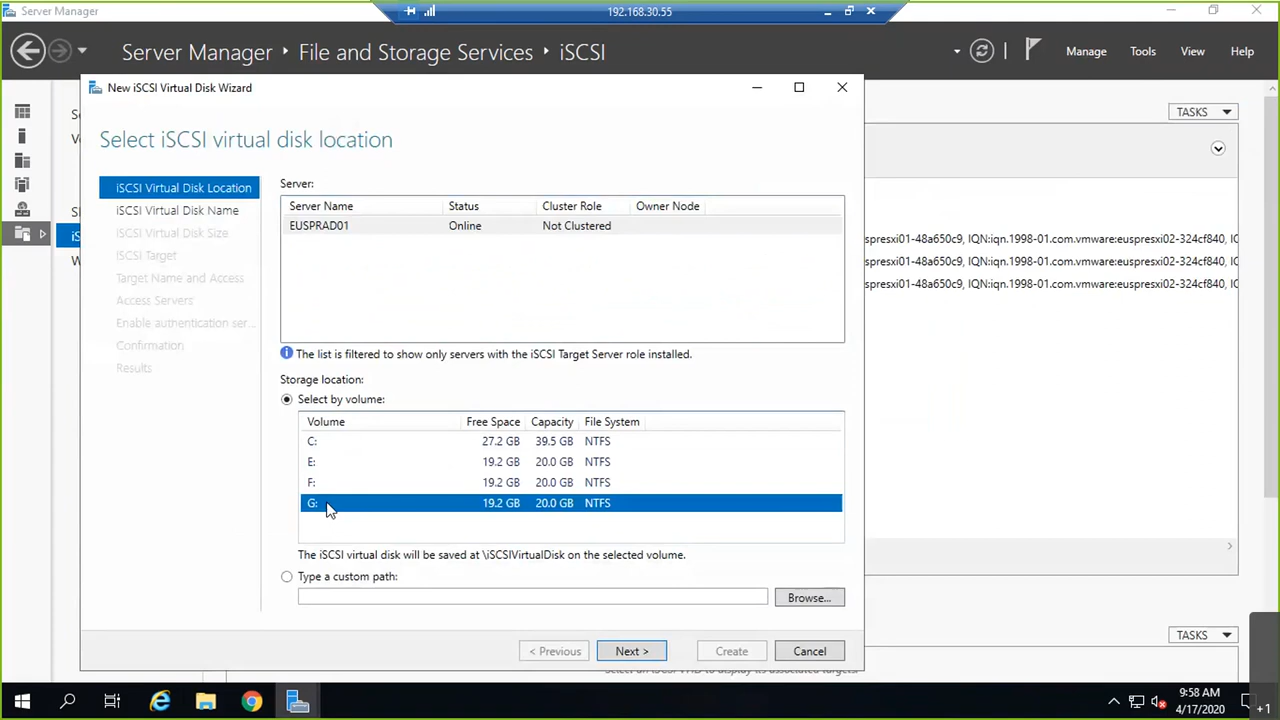 Server Manager
192.168.30.55
Server Manager
File and Storage Services
iSCSI
Manage
Tools
View
Help
New iSCSI Virtual Disk Wizard
Select iSCSI virtual disk location
iSCSI Virtual Disk Location
iSCSI Virtual Disk Name
iSCSI Virtual Disk Size
iSCSI Target
Target Name and Access
Access Servers
Enable authentication ser...
Confirmation
Results
Server:
Server Name Status Cluster Role Owner Node
EUSPRAD01 Online Not Clustered
The list is filtered to show only servers with the iSCSI Target Server role installed.
Storage location:
Select by volume:
Volume Free Space Capacity File System
C: 27.2 GB 39.5 GB NTFS
E: 19.2 GB 20.0 GB NTFS
F: 19.2 GB 20.0 GB NTFS
G: 19.2 GB 20.0 GB NTFS
The iSCSI virtual disk will be saved at \iSCSIVirtualDisk on the selected volume.
Type a custom path:
Browse...
< Previous
Next >
Create
Cancel
TASKS
euspresxi01-48a650c9, IQN:iqn.1998-01.com.vmware:euspresxi02-324cf840, IQ
euspresxi01-48a650c9, IQN:iqn.1998-01.com.vmware:euspresxi02-324cf840, IQ
euspresxi01-48a650c9, IQN:iqn.1998-01.com.vmware:euspresxi02-324cf840, IQ
TASKS
9:58 AM
4/17/2020
+1